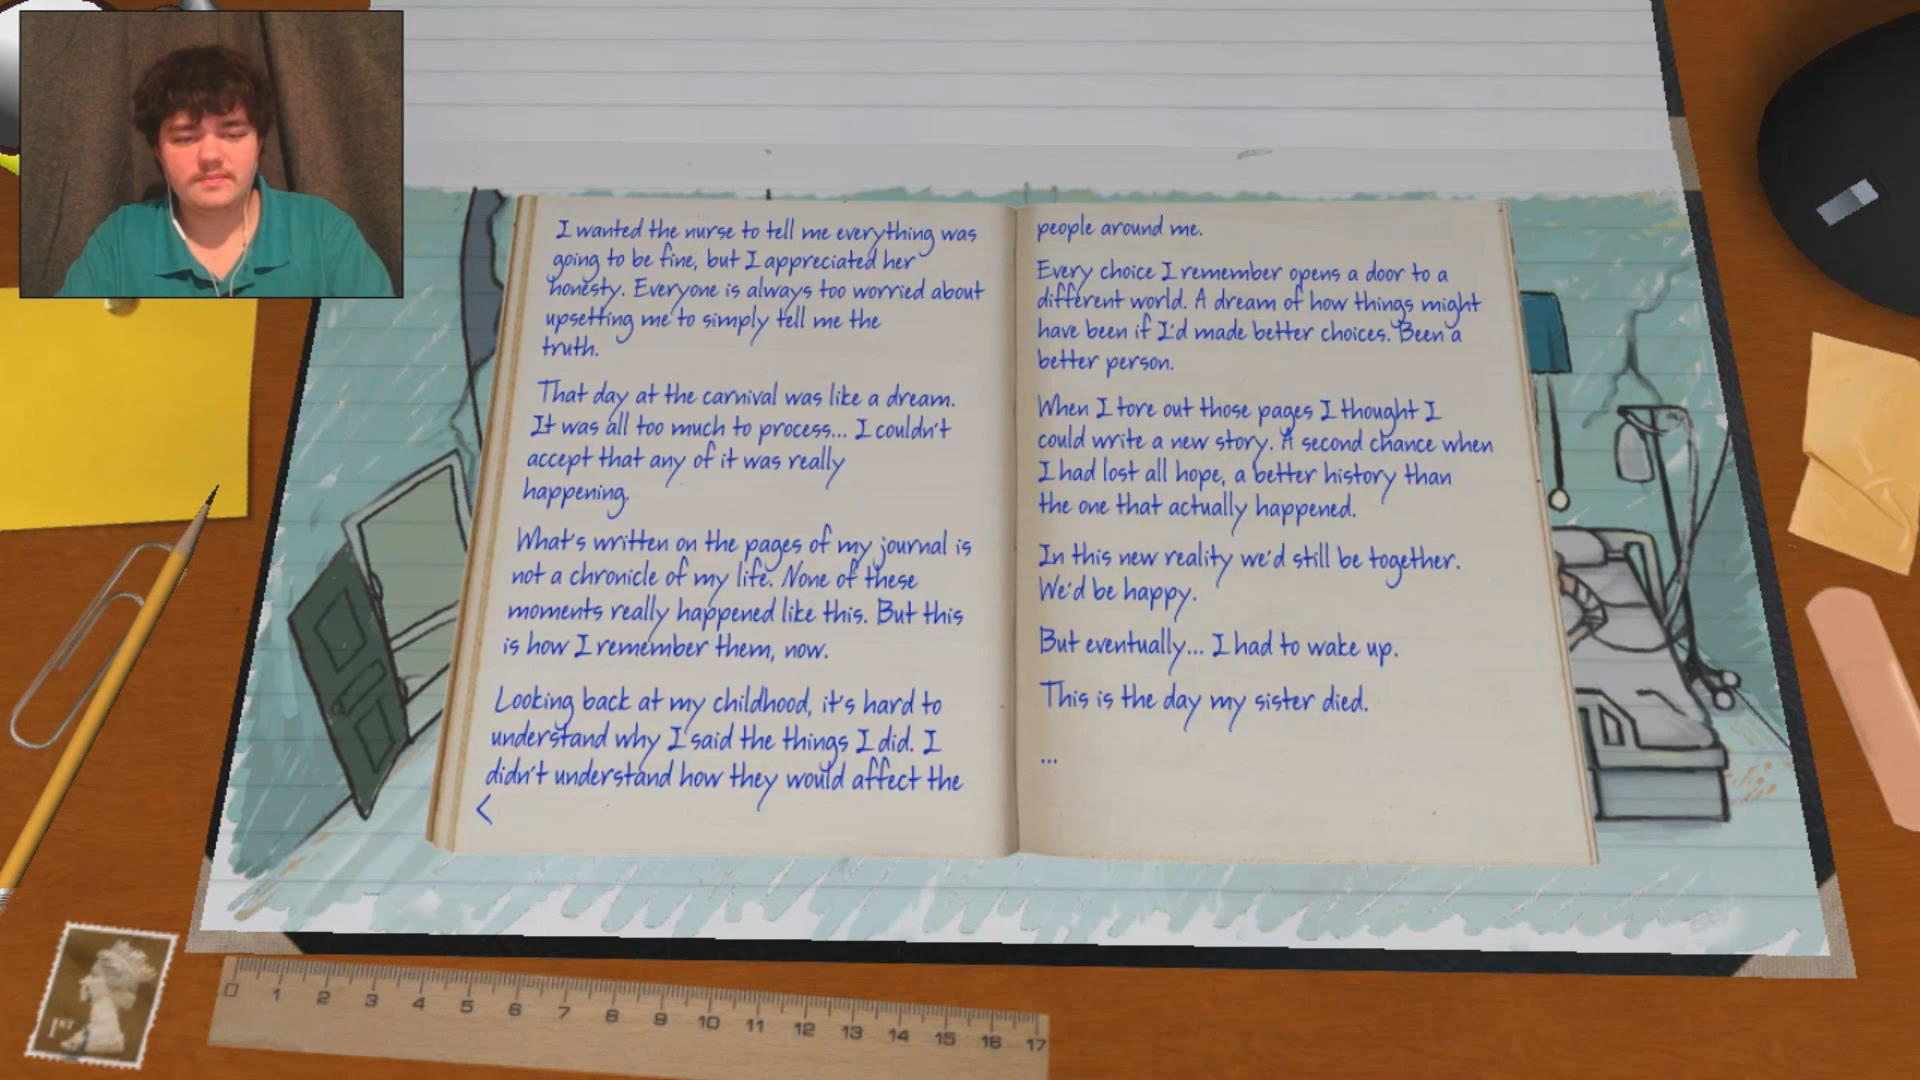 I wanted the nurse to tell me everything was
going to be fine, but I appreciated her
honesty. Everyone is always too worried about
upsetting me to simply tell me the
truth.
That day at the carnival was like a dream.
It was all too much to process... I couldn't
accept that any of it was really
happening.
What's written on the pages of my journal is
not a chronicle of my life. None of these
moments really happened like this. But this
is how I remember them, now.
Looking back at my childhood, it's hard to
understand why I said the things I did. I
didn't understand how they would affect the
<
people around me.
Every choice I remember opens a door to a
different world. A dream of how things might
have been if I'd made better choices. Been a
better person.
When I tore out those pages I thought I
could write a new story. A second chance when
I had lost all hope, a better history than
the one that actually happened.
In this new reality we'd still be together.
We'd be happy.
But eventually... I had to wake up.
This is the day my sister died.
...
1ST
0 1 2 3 4 5 6 7 8 9 10 11 12 13 14 15 16 17